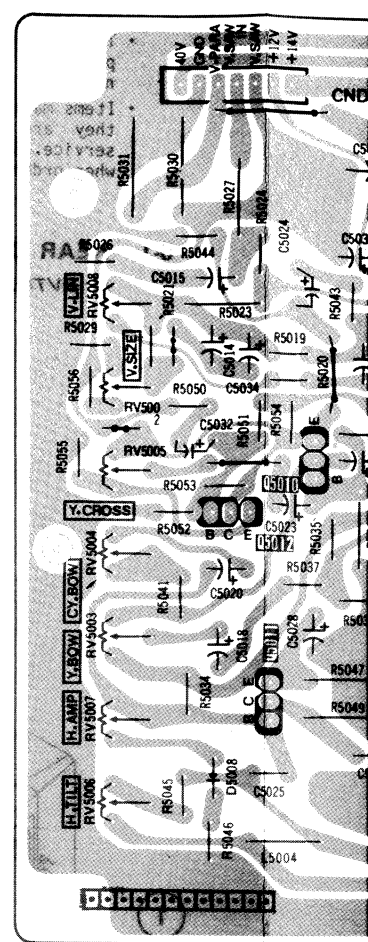 40V
GND
V.PARA
V.SAW
IN
V.SAW
+12V
+14V
CND
Items
they
service.
R5031
R5030
R5027
R5024
C5024
R5026
R5044
C5015
V.LIN
RV5008
R5023
R5043
R5029
V.SIZE
C5014
R5019
R5020
R5056
R5050
C5034
RV500
2
C5032
R5051
R5054
E
R5055
RV5005
R5053
Q5010
B
Y.CROSS
R5052
B C E
C5023
Q5012
R5035
CY.BOW
RV5004
R5041
C5020
R5037
Y.BOW
RV5003
C5018
Q5011
C5028
H.AMP
RV5007
R5034
E
C
B
R5047
R5049
H.TILT
RV5006
R5045
D5008
C5025
R5046
L5004